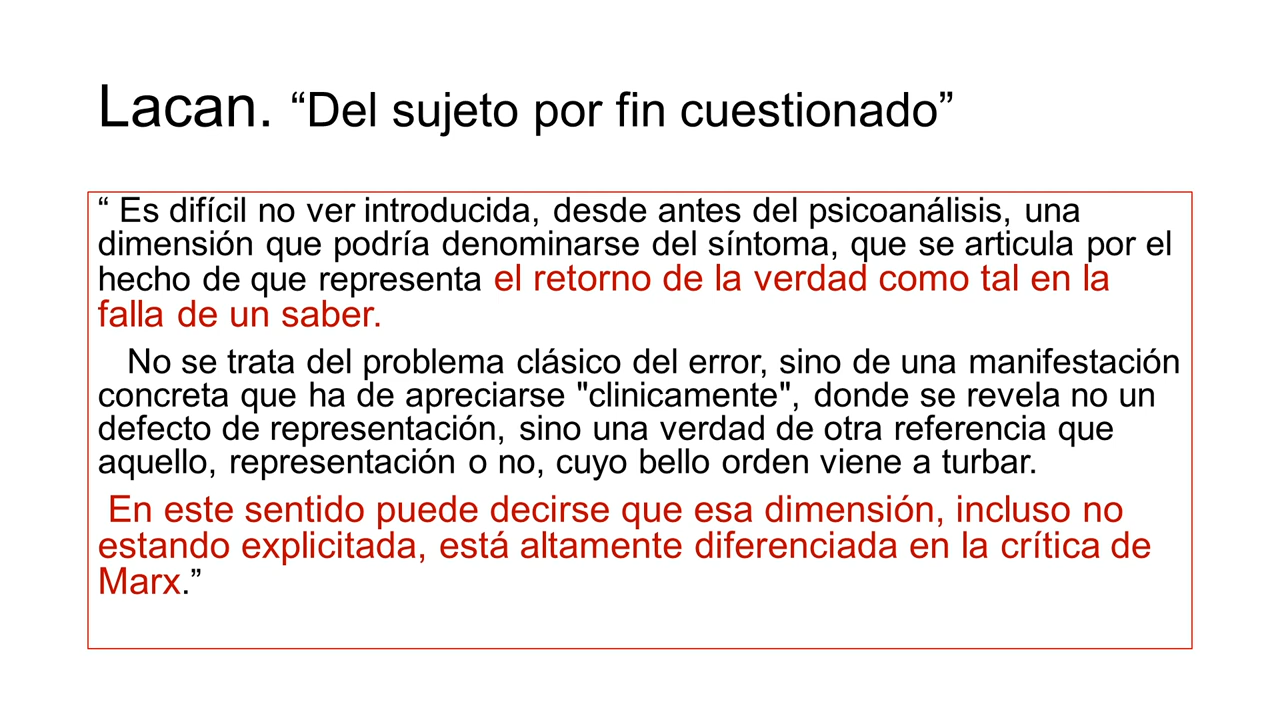 Lacan. “Del sujeto por fin cuestionado”
“ Es difícil no ver introducida, desde antes del psicoanálisis, una
dimensión que podría denominarse del síntoma, que se articula por el
hecho de que representa el retorno de la verdad como tal en la
falla de un saber.
No se trata del problema clásico del error, sino de una manifestación
concreta que ha de apreciarse "clinicamente", donde se revela no un
defecto de representación, sino una verdad de otra referencia que
aquello, representación o no, cuyo bello orden viene a turbar.
En este sentido puede decirse que esa dimensión, incluso no
estando explicitada, está altamente diferenciada en la crítica de
Marx.”